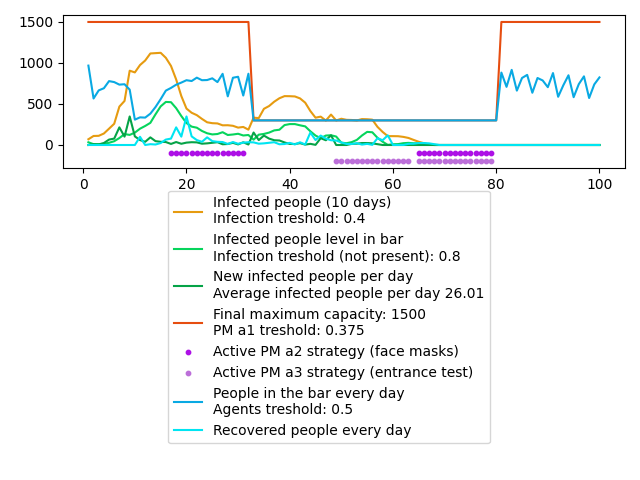 1500
1000
500
0
0
20
40
60
80
100
Infected people (10 days)
Infection treshold: 0.4
Infected people level in bar
Infection treshold (not present): 0.8
New infected people per day
Average infected people per day 26.01
Final maximum capacity: 1500
PM a1 treshold: 0.375
Active PM a2 strategy (face masks)
Active PM a3 strategy (entrance test)
People in the bar every day
Agents treshold: 0.5
Recovered people every day